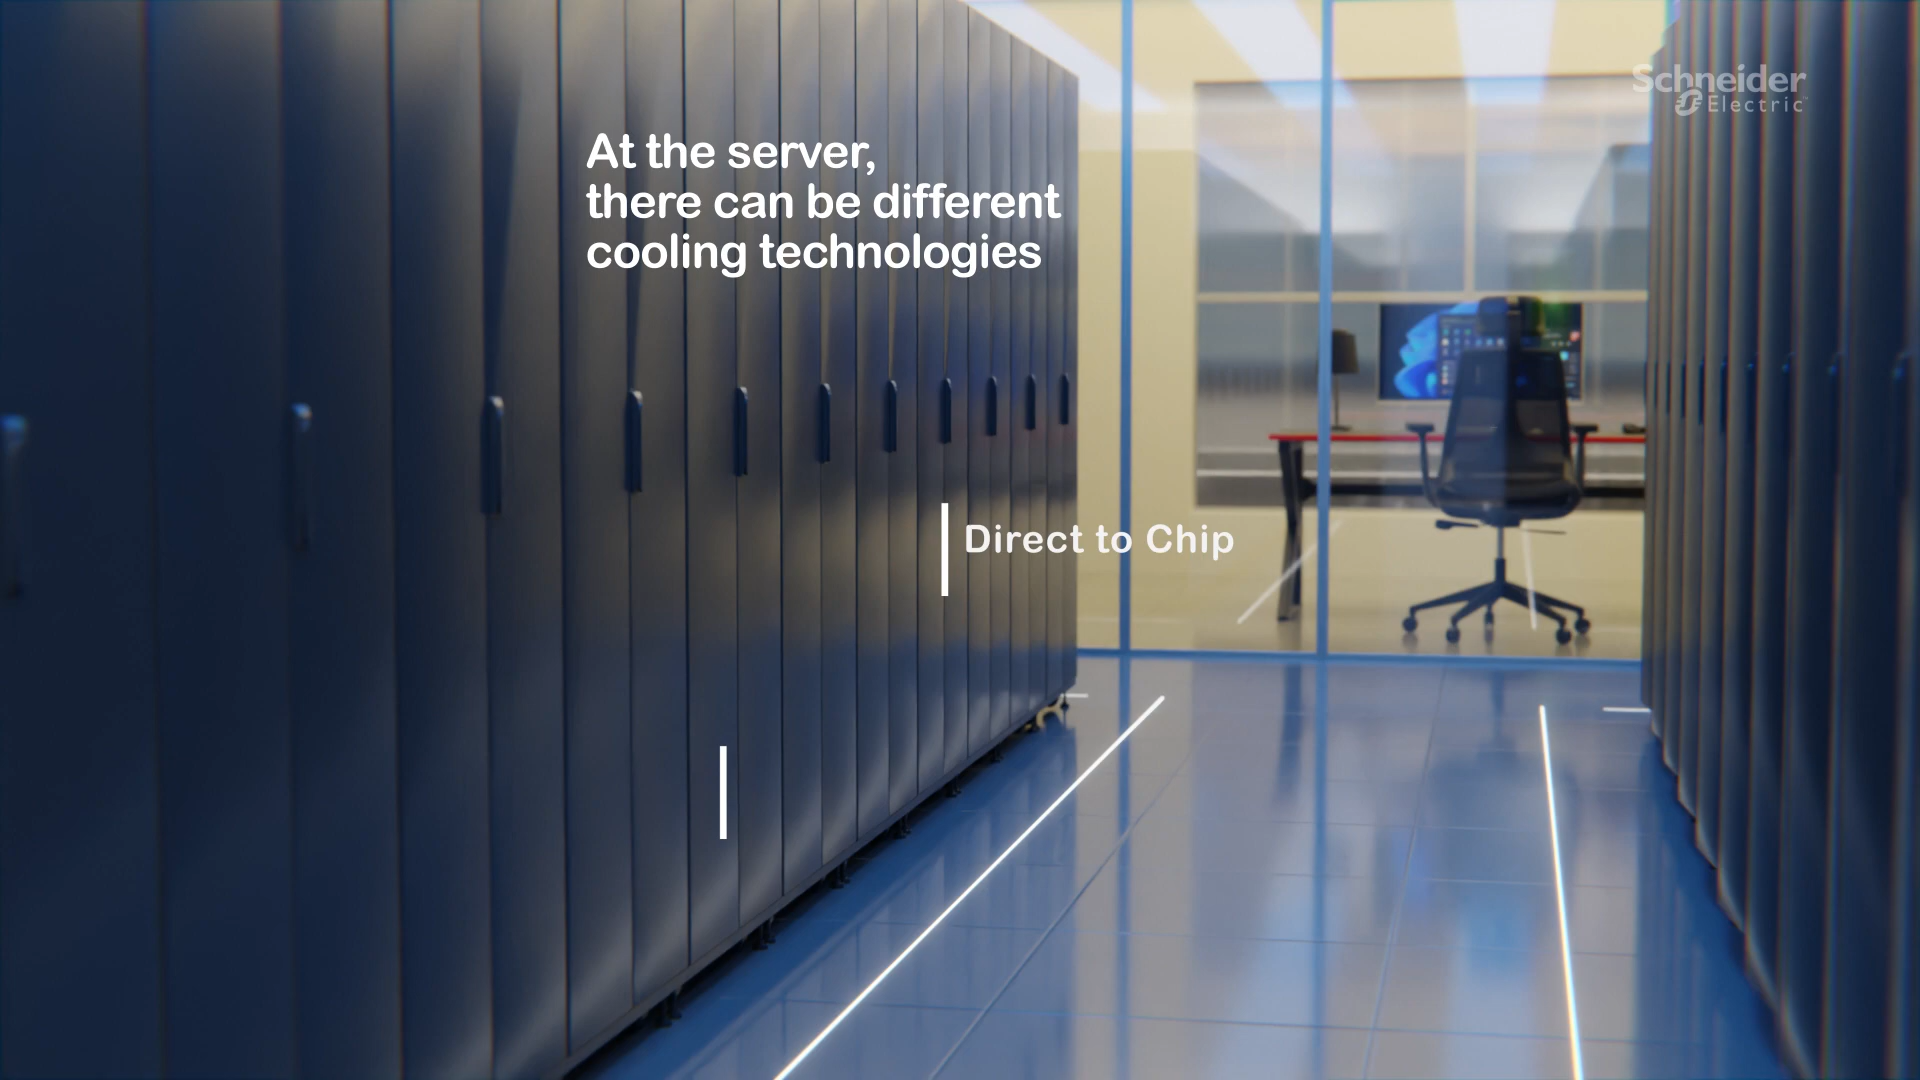 Schneider
Electric
At the server,
there can be different
cooling technologies
Direct to Chip